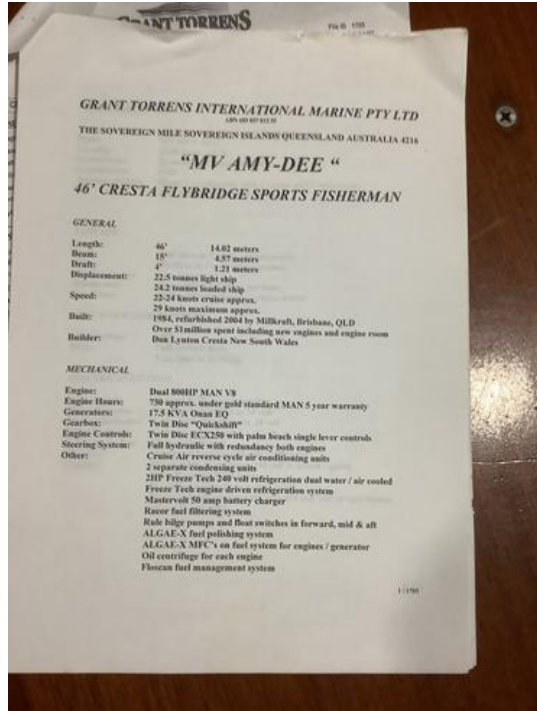 GRANT TORRENS
File ID 1705
GRANT TORRENS INTERNATIONAL MARINE PTY LTD
THE SOVEREIGN MILE SOVEREIGN ISLANDS QUEENSLAND AUSTRALIA 4216
"MV AMY-DEE "
46' CRESTA FLYBRIDGE SPORTS FISHERMAN
GENERAL
Length: 46' 14.02 meters
Beam: 15' 4.57 meters
Draft: 4' 1.21 meters
Displacement: 22.5 tonnes light ship
24.2 tonnes loaded ship
Speed: 22-24 knots cruise approx.
29 knots maximum approx.
Built: 1984, refurbished 2004 by Millkraft, Brisbane, QLD
Over $1million spent including new engines and engine room
Builder: Don Lynton Cresta New South Wales
MECHANICAL
Engine: Dual 800HP MAN V8
Engine Hours: 750 approx. under gold standard MAN 5 year warranty
Generators: 17.5 KVA Onan EQ
Gearbox: Twin Disc "Quickshift"
Engine Controls: Twin Disc ECX250 with palm beach single lever controls
Steering System: Full hydraulic with redundancy both engines
Other: Cruise Air reverse cycle air conditioning units
2 separate condensing units
2HP Freeze Tech 240 volt refrigeration dual water / air cooled
Freeze Tech engine driven refrigeration system
Mastervolt 50 amp battery charger
Racor fuel filtering system
Rule bilge pumps and float switches in forward, mid & aft
ALGAE-X fuel polishing system
ALGAE-X MFC's on fuel system for engines / generator
Oil centrifuge for each engine
Floscan fuel management system
1 / 1705